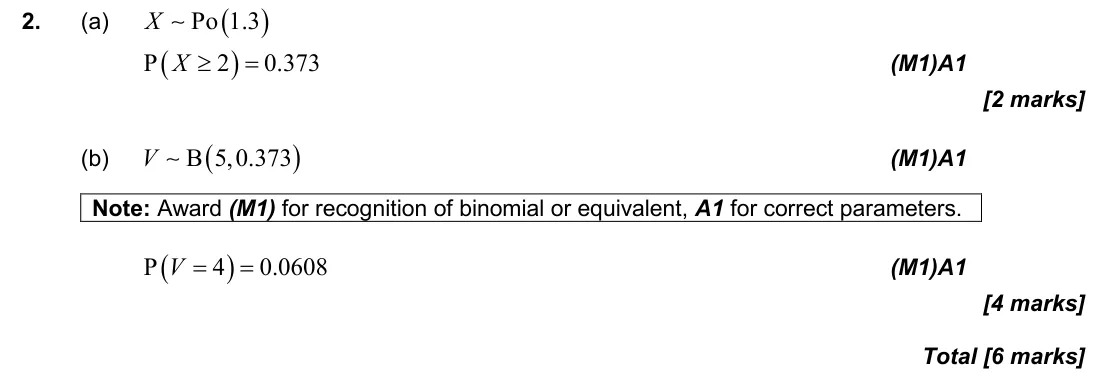 2. (a) X ~ Po(1.3)
P(X ≥ 2) = 0.373 (M1)A1
[2 marks]
(b) V ~ B(5, 0.373) (M1)A1
Note: Award (M1) for recognition of binomial or equivalent, A1 for correct parameters.
P(V = 4) = 0.0608 (M1)A1
[4 marks]
Total [6 marks]